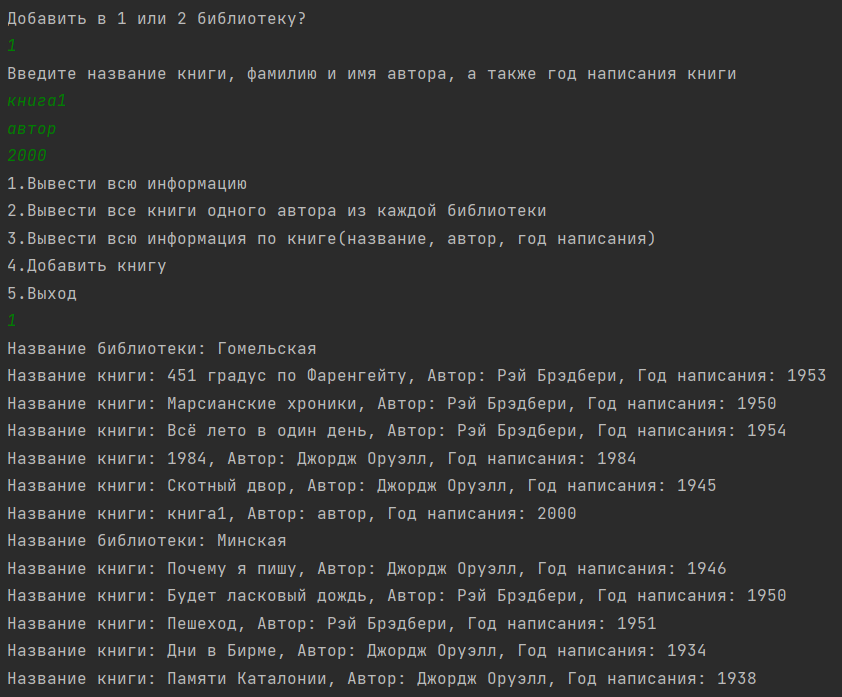 Добавить в 1 или 2 библиотеку?
1
Введите название книги, фамилию и имя автора, а также год написания книги
книга1
автор
2000
1.Вывести всю информацию
2.Вывести все книги одного автора из каждой библиотеки
3.Вывести всю информация по книге(название, автор, год написания)
4.Добавить книгу
5.Выход
1
Название библиотеки: Гомельская
Название книги: 451 градус по Фаренгейту, Автор: Рэй Брэдбери, Год написания: 1953
Название книги: Марсианские хроники, Автор: Рэй Брэдбери, Год написания: 1950
Название книги: Всё лето в один день, Автор: Рэй Брэдбери, Год написания: 1954
Название книги: 1984, Автор: Джордж Оруэлл, Год написания: 1984
Название книги: Скотный двор, Автор: Джордж Оруэлл, Год написания: 1945
Название книги: книга1, Автор: автор, Год написания: 2000
Название библиотеки: Минская
Название книги: Почему я пишу, Автор: Джордж Оруэлл, Год написания: 1946
Название книги: Будет ласковый дождь, Автор: Рэй Брэдбери, Год написания: 1950
Название книги: Пешеход, Автор: Рэй Брэдбери, Год написания: 1951
Название книги: Дни в Бирме, Автор: Джордж Оруэлл, Год написания: 1934
Название книги: Памяти Каталонии, Автор: Джордж Оруэлл, Год написания: 1938